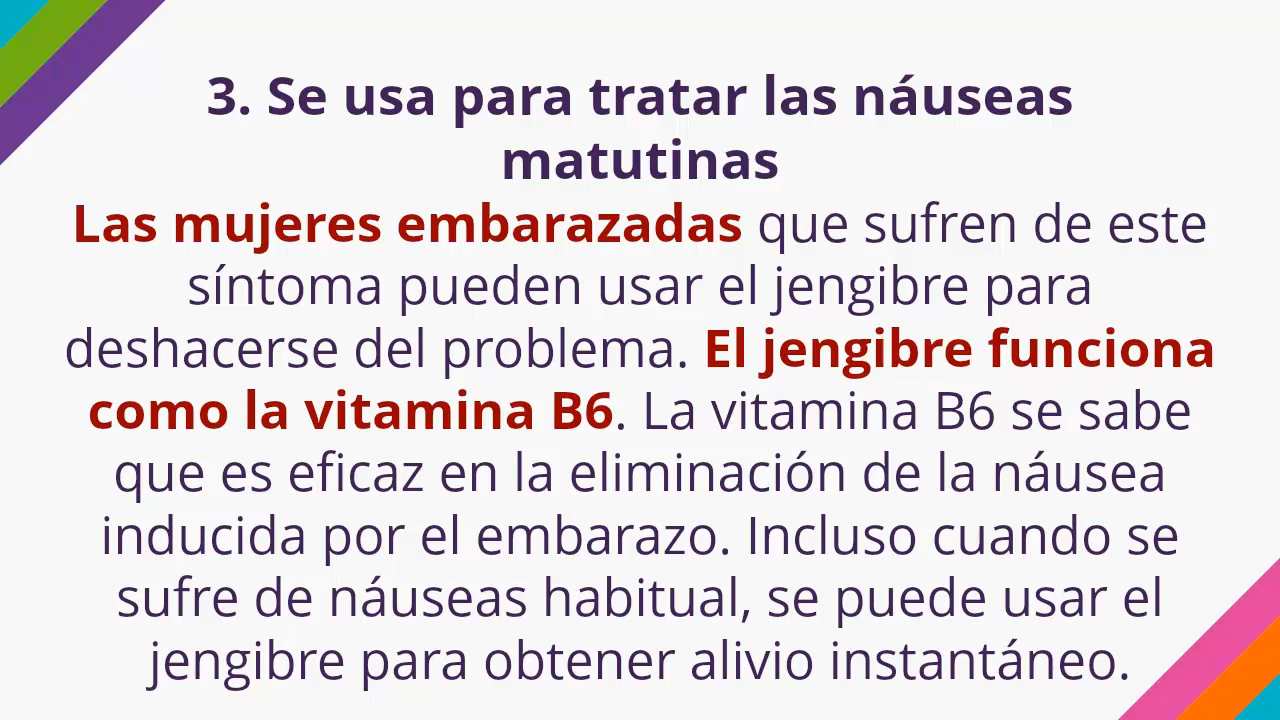 3. Se usa para tratar las náuseas
matutinas
Las mujeres embarazadas que sufren de este
síntoma pueden usar el jengibre para
deshacerse del problema. El jengibre funciona
como la vitamina B6. La vitamina B6 se sabe
que es eficaz en la eliminación de la náusea
inducida por el embarazo. Incluso cuando se
sufre de náuseas habitual, se puede usar el
jengibre para obtener alivio instantáneo.